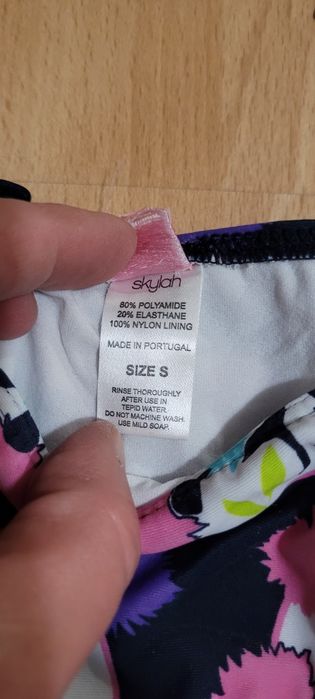 skylah
80% POLYAMIDE
20% ELASTHANE
100% NYLON LINING
MADE IN PORTUGAL
SIZE S
RINSE THOROUGHLY
AFTER USE IN
TEPID WATER.
DO NOT MACHINE WASH.
USE MILD SOAP.